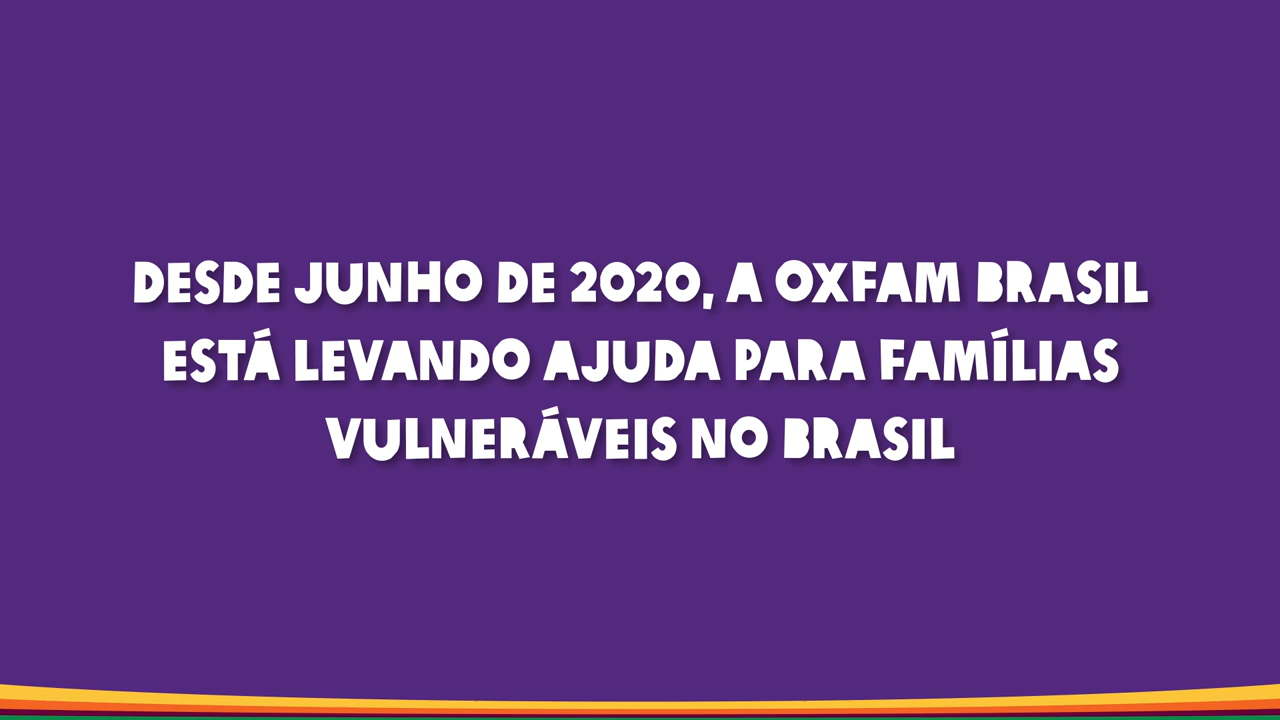 DESDE JUNHO DE 2020, A OXFAM BRASIL
ESTÁ LEVANDO AJUDA PARA FAMÍLIAS
VULNERÁVEIS NO BRASIL